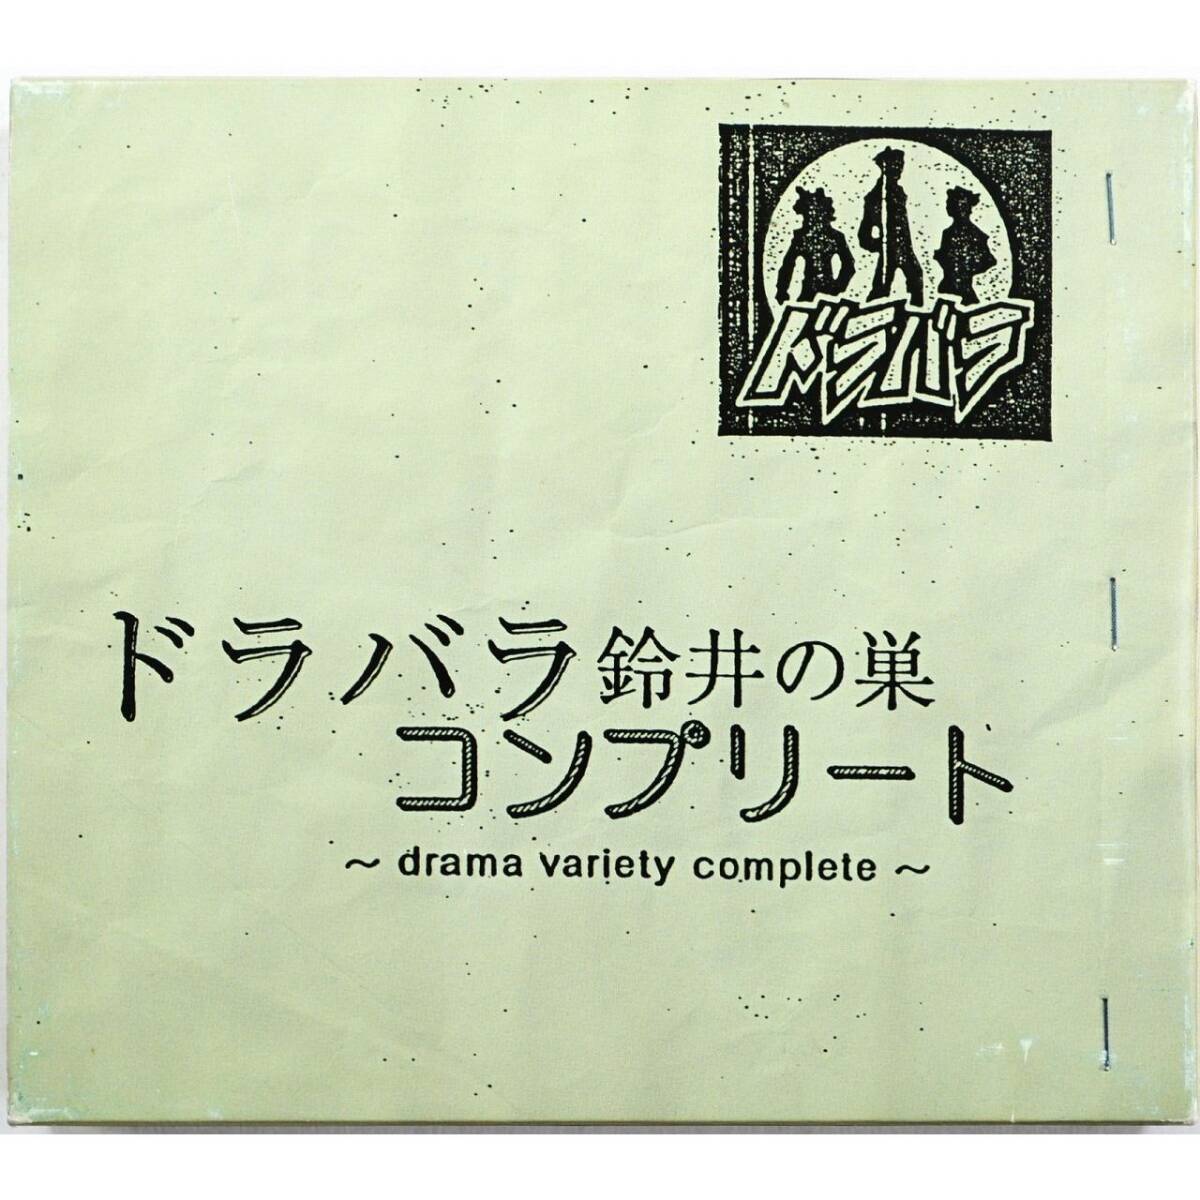 ドラバラ
ドラバラ鈴井の巣
コンプリート
～ drama variety complete ～